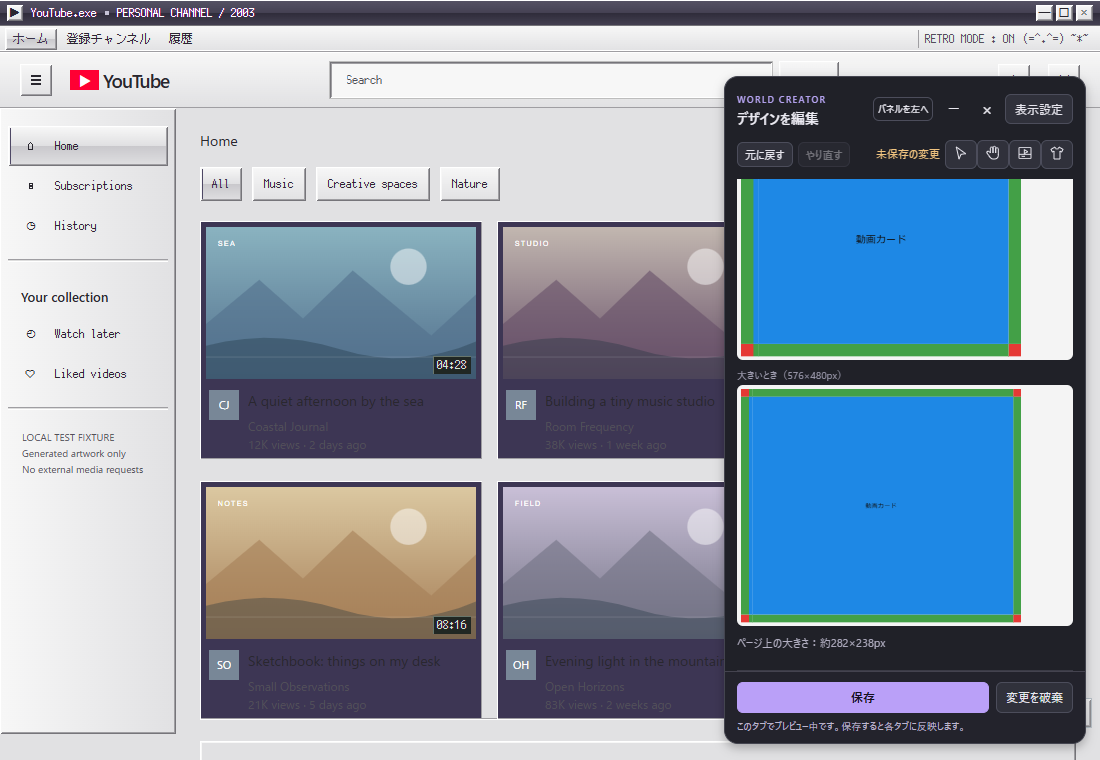 YouTube.exe ▪ PERSONAL CHANNEL / 2003
ホーム 登録チャンネル 履歴
RETRO MODE : ON (=^.^=) ~*~
YouTube
Search
Home
Subscriptions
History
Your collection
Watch later
Liked videos
LOCAL TEST FIXTURE
Generated artwork only
No external media requests
Home
All Music Creative spaces Nature
SEA
04:28
CJ
A quiet afternoon by the sea
Coastal Journal
12K views · 2 days ago
STUDIO
RF
Building a tiny music studio
Room Frequency
38K views · 1 week ago
NOTES
08:16
SO
Sketchbook: things on my desk
Small Observations
21K views · 5 days ago
FIELD
OH
Evening light in the mountain
Open Horizons
83K views · 2 weeks ago
WORLD CREATOR
デザインを編集
パネルを左へ
表示設定
元に戻す やり直す 未保存の変更
動画カード
大きいとき（576×480px）
動画カード
ページ上の大きさ：約282×238px
保存 変更を破棄
このタブでプレビュー中です。保存すると各タブに反映します。